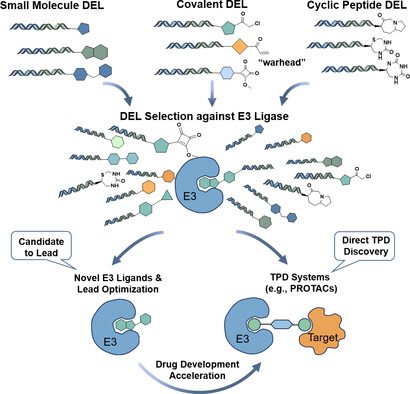 Small Molecule DEL
Covalent DEL
Cyclic Peptide DEL
"warhead"
DEL Selection against E3 Ligase
E3
Candidate
to Lead
Direct TPD
Discovery
Novel E3 Ligands &
Lead Optimization
TPD Systems
(e.g., PROTACs)
E3
E3
Target
Drug Development
Acceleration